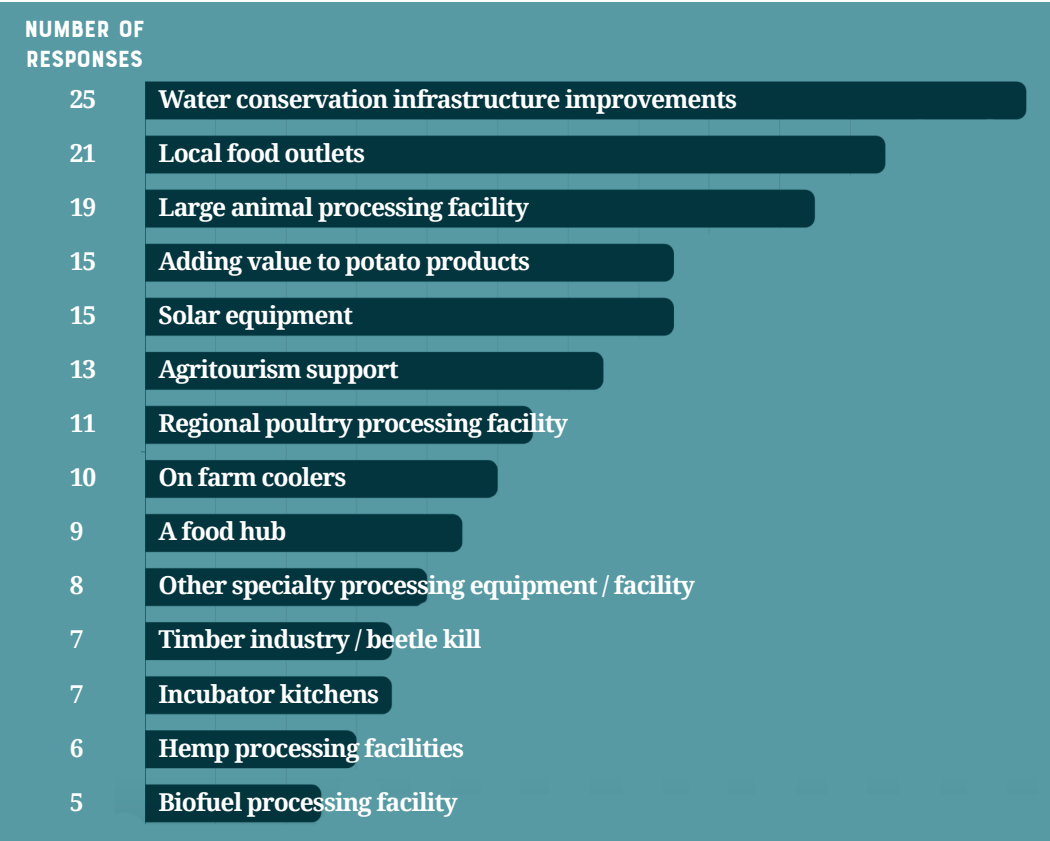 NUMBER OF
RESPONSES
25 Water conservation infrastructure improvements
21 Local food outlets
19 Large animal processing facility
15 Adding value to potato products
15 Solar equipment
13 Agritourism support
11 Regional poultry processing facility
10 On farm coolers
9 A food hub
8 Other specialty processing equipment / facility
7 Timber industry / beetle kill
7 Incubator kitchens
6 Hemp processing facilities
5 Biofuel processing facility